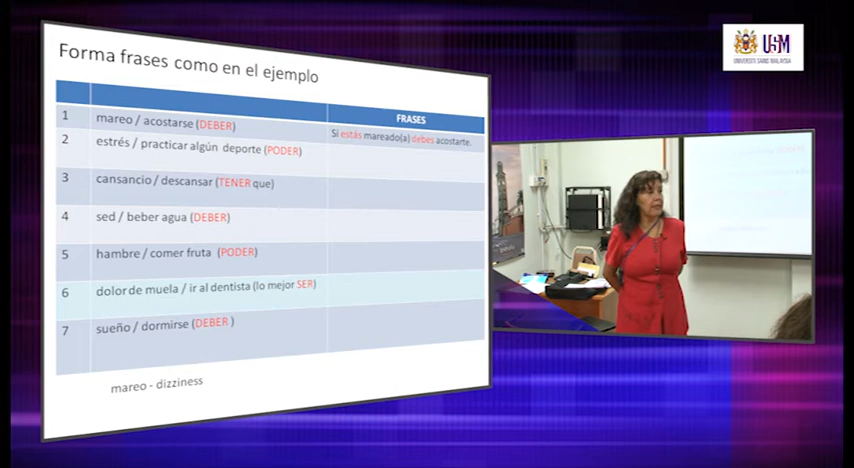 Forma frases como en el ejemplo
FRASES
1 mareo / acostarse (DEBER) Si estás mareado(a) debes acostarte.
2 estrés / practicar algún deporte (PODER)
3 cansancio / descansar (TENER que)
4 sed / beber agua (DEBER)
5 hambre / comer fruta (PODER)
6 dolor de muela / ir al dentista (lo mejor SER)
7 sueño / dormirse (DEBER )
mareo - dizziness
USM
UNIVERSITI SAINS MALAYSIA